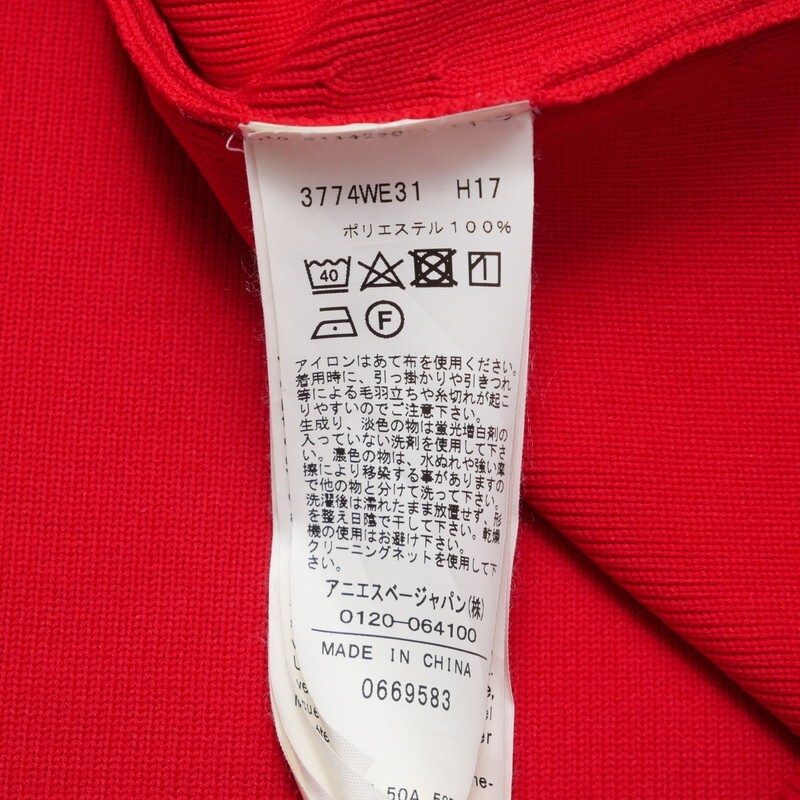 3774WE31 H17
ポリエステル100%
40
F
アイロンはあて布を使用ください。
着用時に、引っ掛かりや引きつれ
等による毛羽立ちや糸切れが起こ
りやすいのでご注意下さい。
生成り、淡色の物は蛍光増白剤の
入っていない洗剤を使用して下さ
い。濃色の物は、水ぬれや強い摩
擦により移染する事がありますの
で他の物と分けて洗って下さい。
洗濯後は濡れたまま放置せず、形
を整え日陰で干して下さい。乾燥
機の使用はお避け下さい。
クリーニングネットを使用して下
さい。
アニエスベージャパン(株)
0120-064100
MADE IN CHINA
0669583
50A